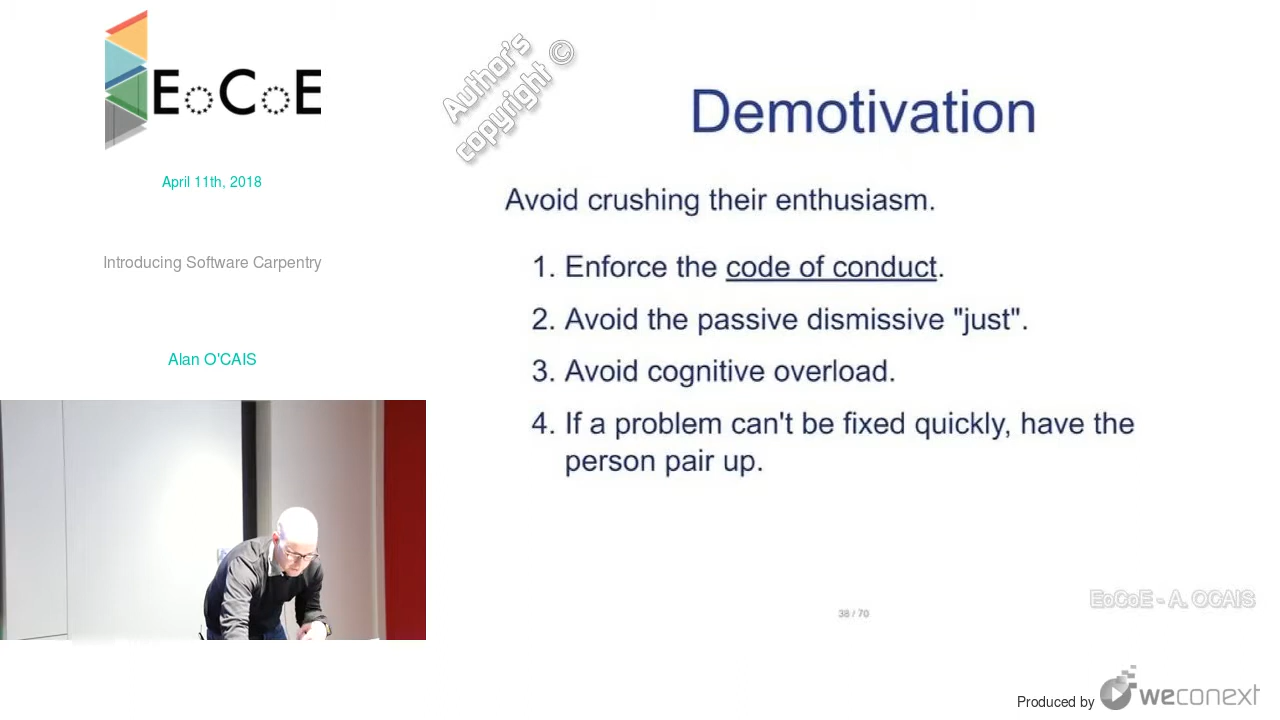 EoCoE
April 11th, 2018
Introducing Software Carpentry
Alan O'CAIS
Author's
copyright ©
Demotivation
Avoid crushing their enthusiasm.
1. Enforce the code of conduct.
2. Avoid the passive dismissive "just".
3. Avoid cognitive overload.
4. If a problem can't be fixed quickly, have the
person pair up.
38 / 70
EoCoE - A. OCAIS
Produced by weconext